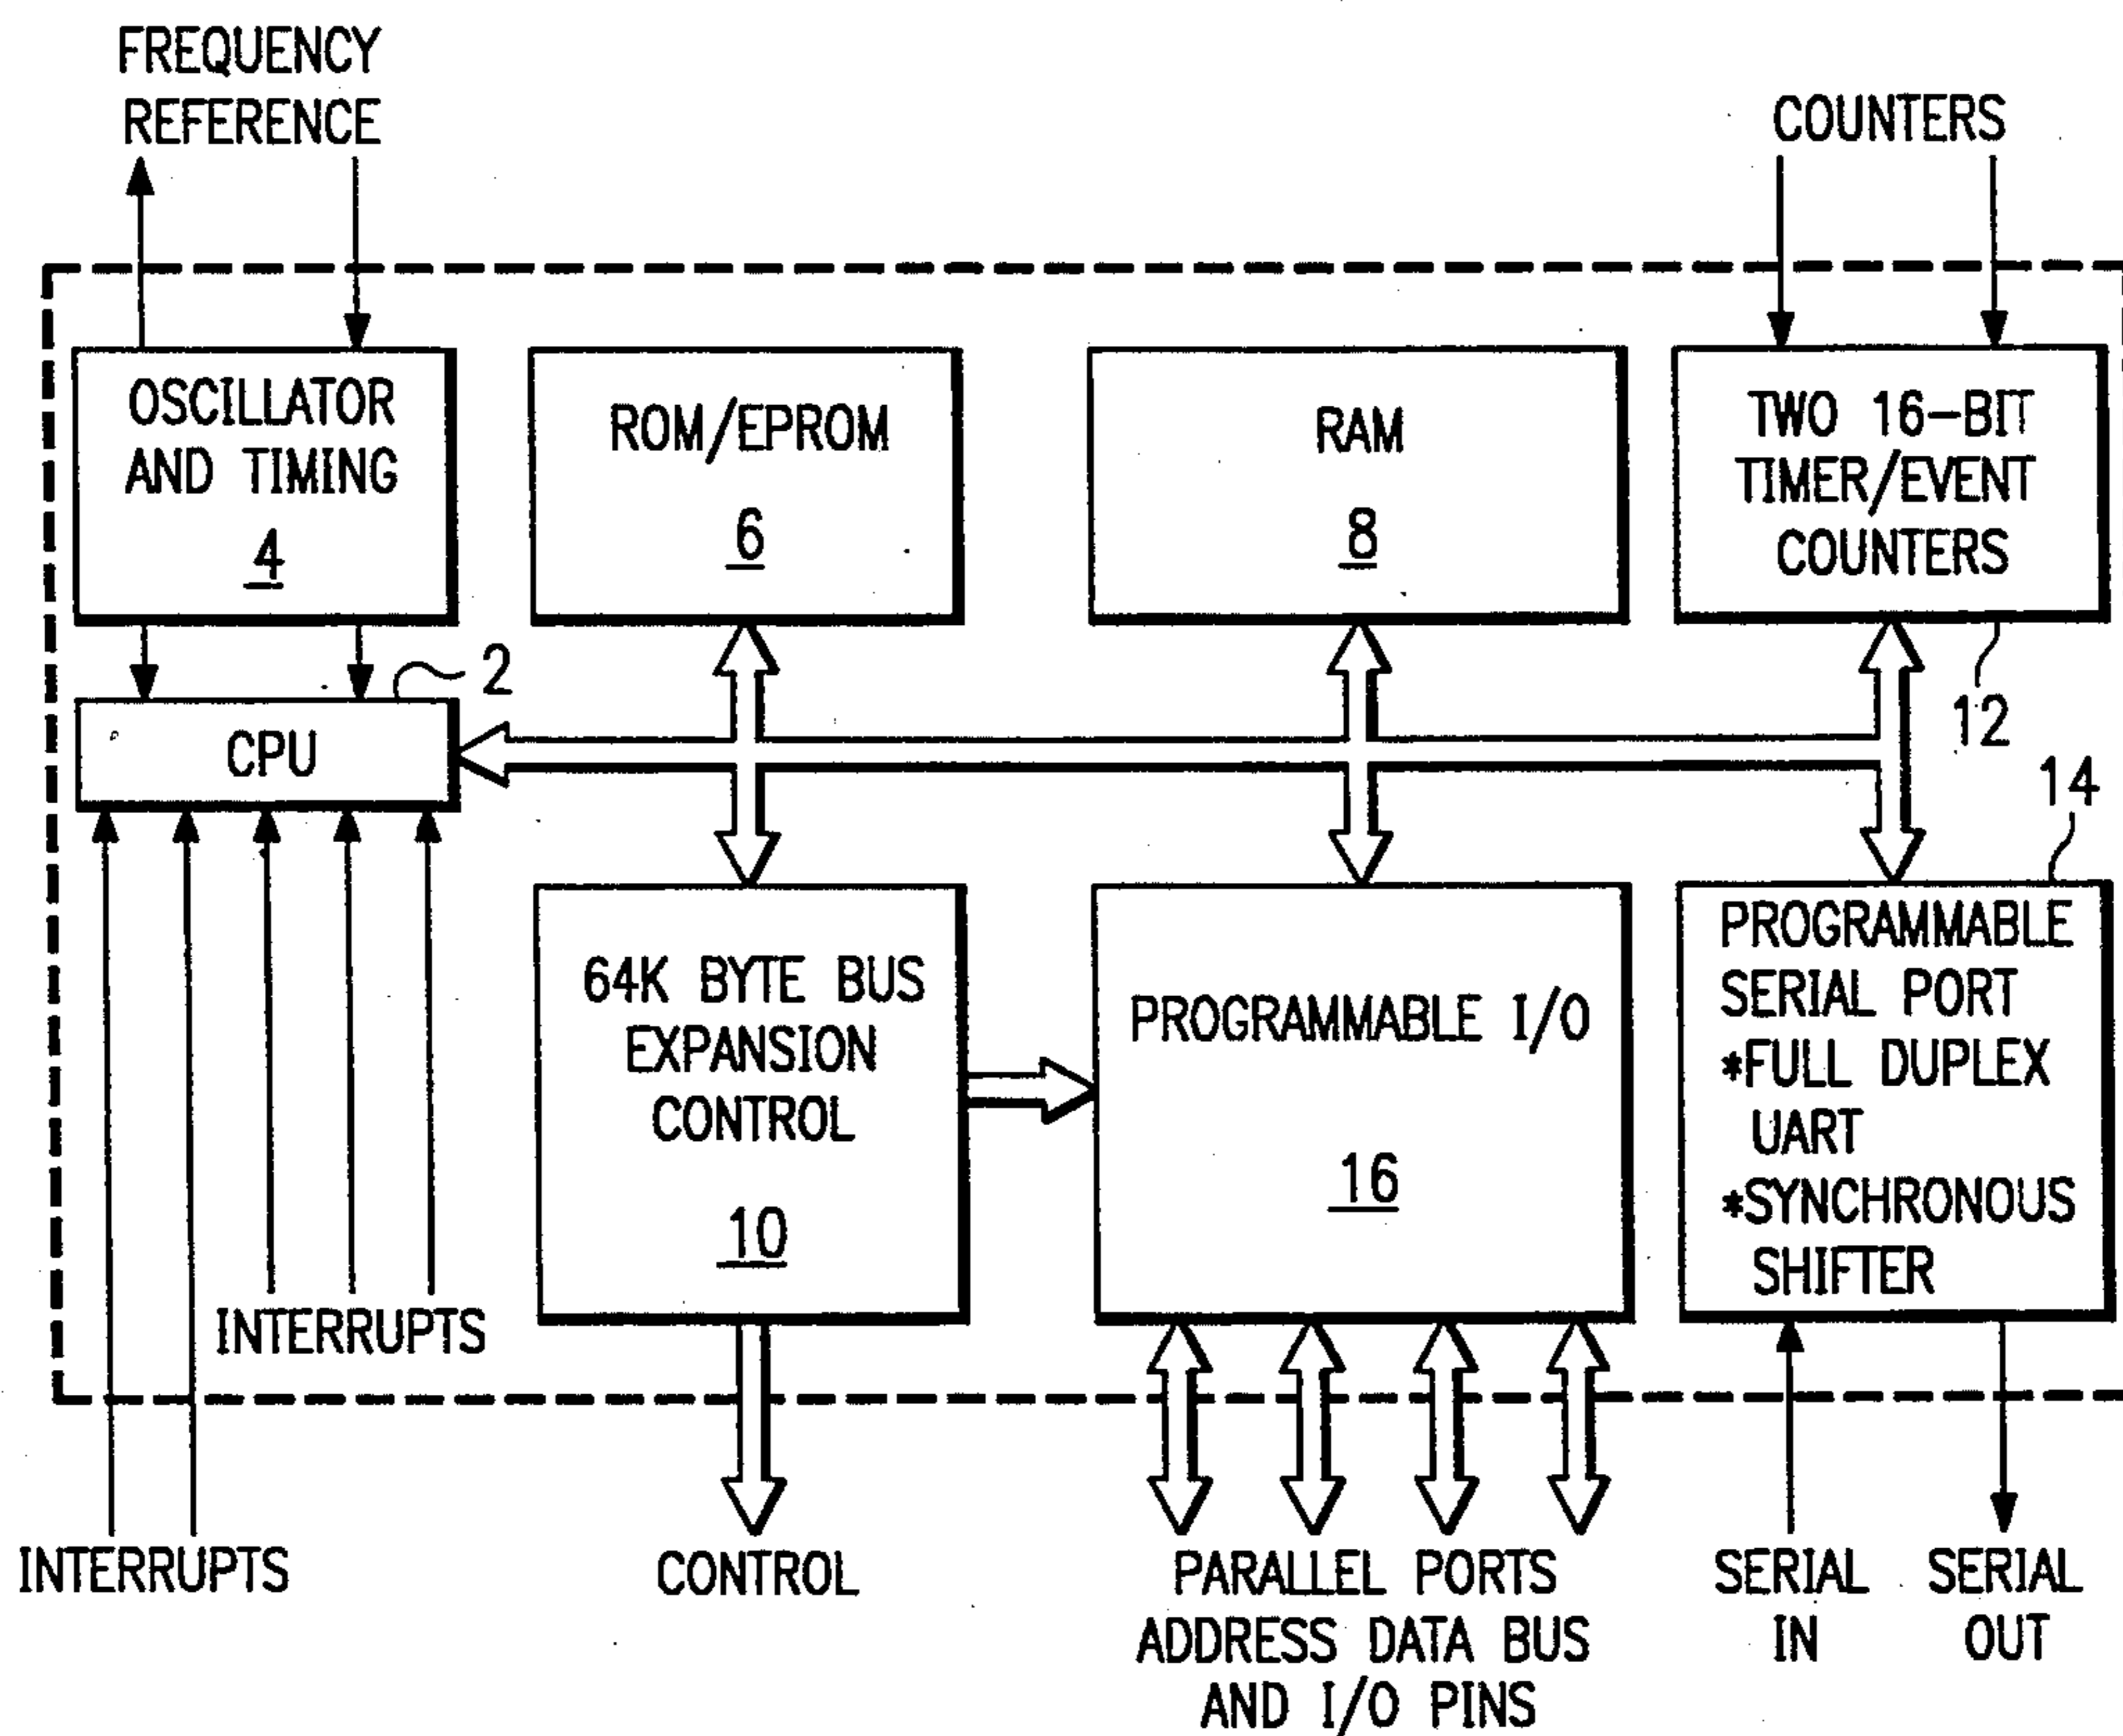 FREQUENCY
REFERENCE
COUNTERS
OSCILLATOR
AND TIMING
4
ROM/EPROM
6
RAM
8
TWO 16-BIT
TIMER/EVENT
COUNTERS
12
2
CPU
14
64K BYTE BUS
EXPANSION
CONTROL
10
PROGRAMMABLE I/O
16
PROGRAMMABLE
SERIAL PORT
*FULL DUPLEX
UART
*SYNCHRONOUS
SHIFTER
INTERRUPTS
INTERRUPTS
CONTROL
PARALLEL PORTS
ADDRESS DATA BUS
AND I/O PINS
SERIAL
IN
SERIAL
OUT